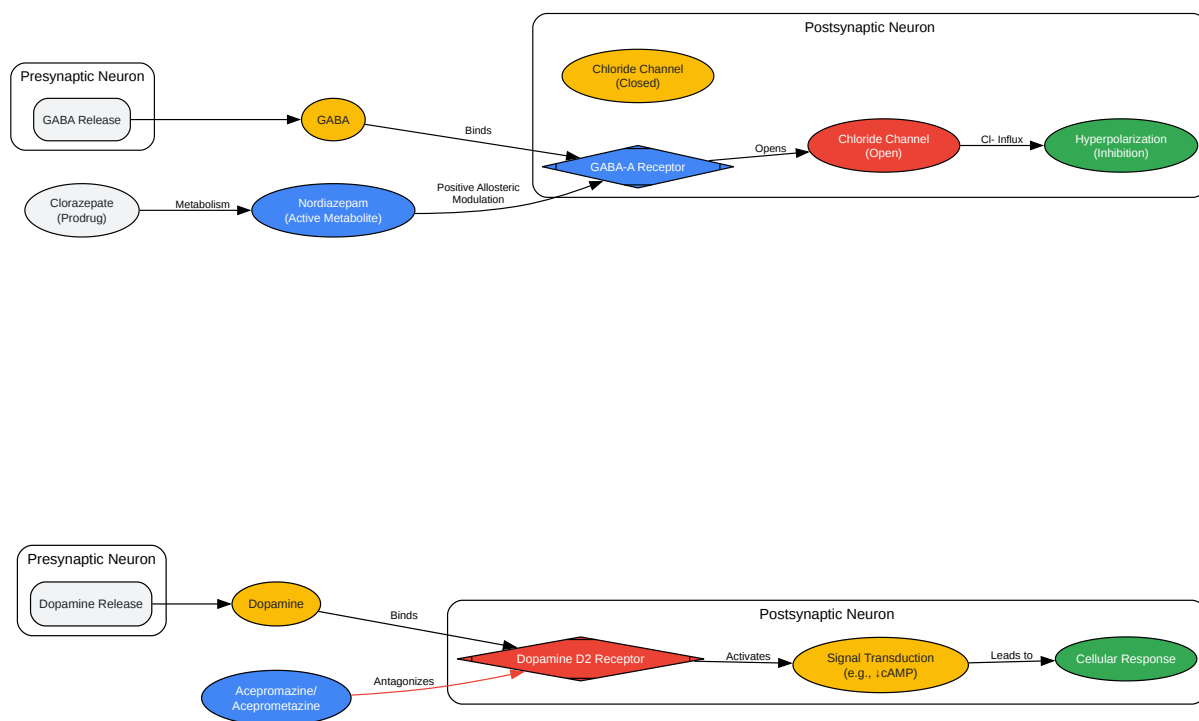 Postsynaptic Neuron
Presynaptic Neuron
Chloride Channel
(Closed)
GABA Release
GABA
Binds
GABA-A Receptor
Opens
Chloride Channel
(Open)
Cl- Influx
Hyperpolarization
(Inhibition)
Clorazepate
(Prodrug)
Metabolism
Nordiazepam
(Active Metabolite)
Positive Allosteric
Modulation
Presynaptic Neuron
Dopamine Release
Dopamine
Binds
Postsynaptic Neuron
Dopamine D2 Receptor
Activates
Signal Transduction
(e.g., ↓cAMP)
Leads to
Cellular Response
Acepromazine/
Aceprometazine
Antagonizes